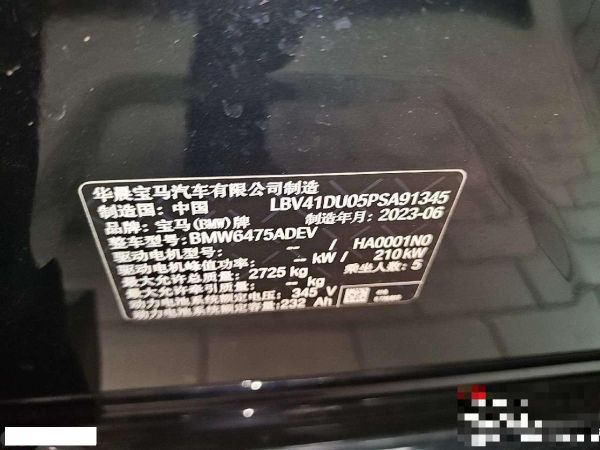 华晨宝马汽车有限公司制造
制造国: 中国 LBV41DU05PSA91345
品牌: 宝马(BMW)牌 制造年月: 2023-06
整车型号: BMW6475ADEV
驱动电机型号: -- / HA0001N0
驱动电机峰值功率: -- kW / 210kW
最大允许总质量: 2725 kg 乘坐人数: 5
最大允许牵引质量: -- kg
动力电池系统额定电压: 345 V
动力电池系统额定容量: 232 Ah